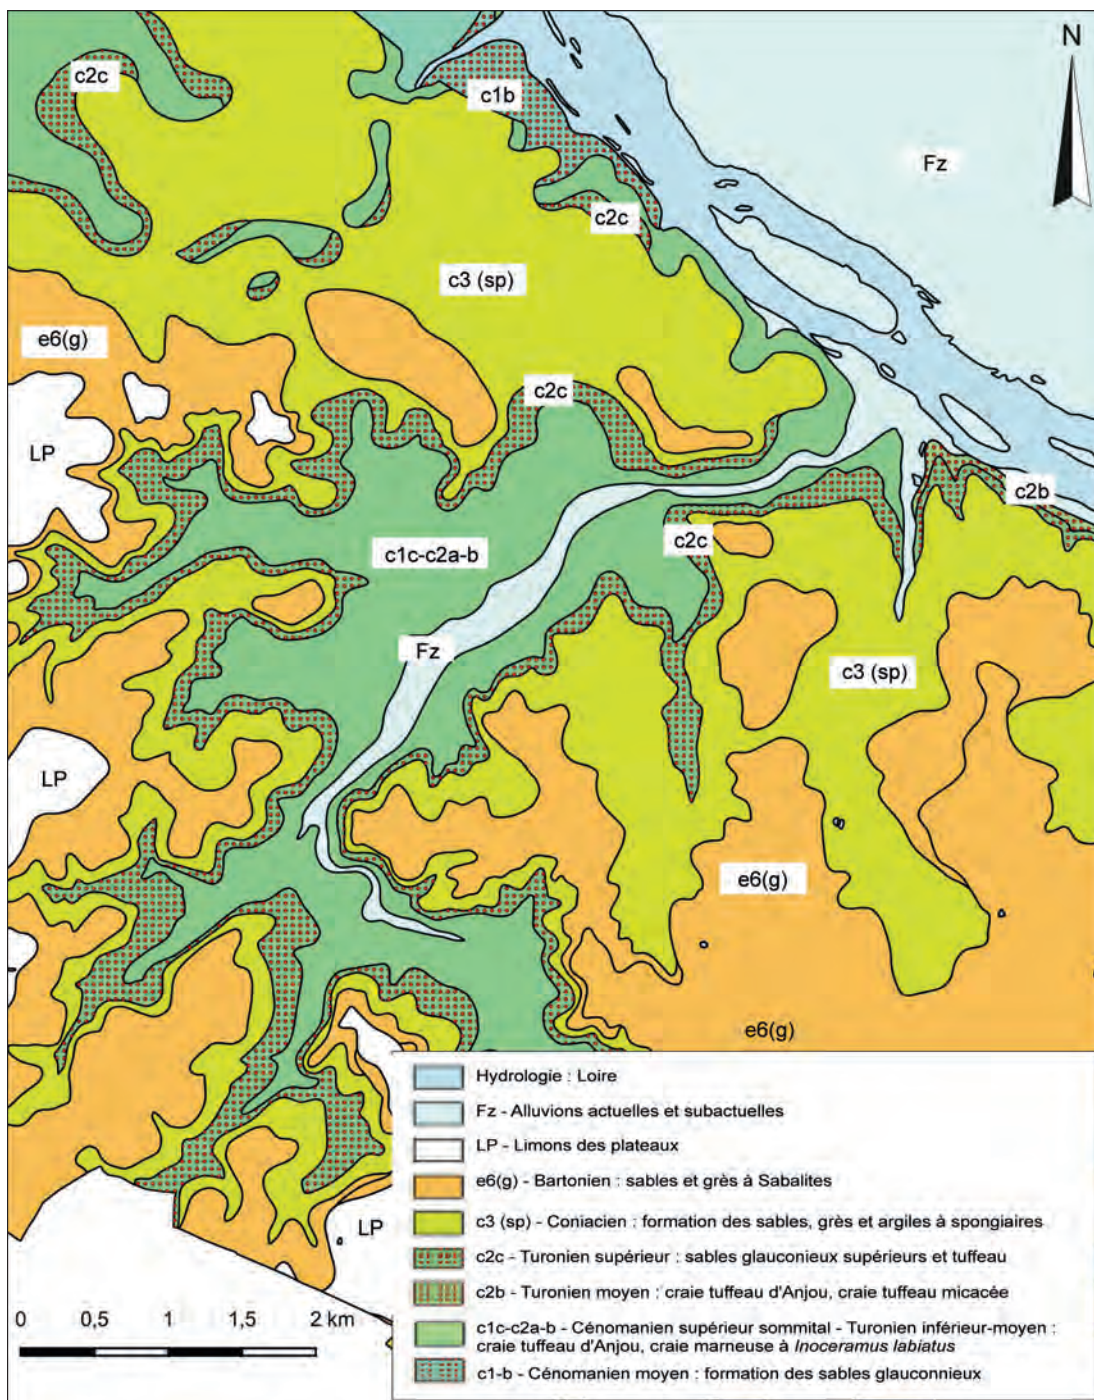 N
c2c
c1b
Fz
c2c
c3 (sp)
e6(g)
c2c
LP
c2b
c2c
c1c-c2a-b
Fz
c3 (sp)
LP
e6(g)
e6(g)
LP
Hydrologie : Loire
Fz - Alluvions actuelles et subactuelles
LP - Limons des plateaux
e6(g) - Bartonien : sables et grès à Sabalites
c3 (sp) - Coniacien : formation des sables, grès et argiles à spongiaires
c2c - Turonien supérieur : sables glauconieux supérieurs et tuffeau
c2b - Turonien moyen : craie tuffeau d'Anjou, craie tuffeau micacée
c1c-c2a-b - Cénomanien supérieur sommital - Turonien inférieur-moyen :
craie tuffeau d'Anjou, craie marneuse à Inoceramus labiatus
c1-b - Cénomanien moyen : formation des sables glauconnieux
0 0,5 1 2 km